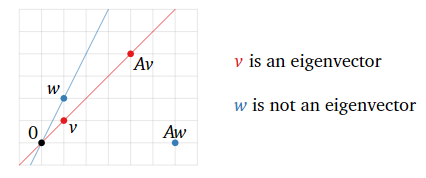 Av
v is an eigenvector
w
w is not an eigenvector
0
v
Aw